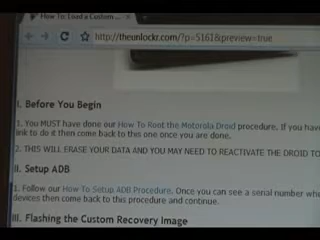 How To: Load a Custom ...
http://theunlockr.com/?p=5161&preview=true
I. Before You Begin
1. You MUST have done our How To Root the Motorola Droid procedure. If you have
link to do it then come back to this one once you are done.
2. THIS WILL ERASE YOUR DATA AND YOU MAY NEED TO REACTIVATE THE DROID TO
II. Setup ADB
1. Follow our How To Setup ADB Procedure. Once you can see a serial number whe
devices then come back to this procedure and continue.
III. Flashing the Custom Recovery Image